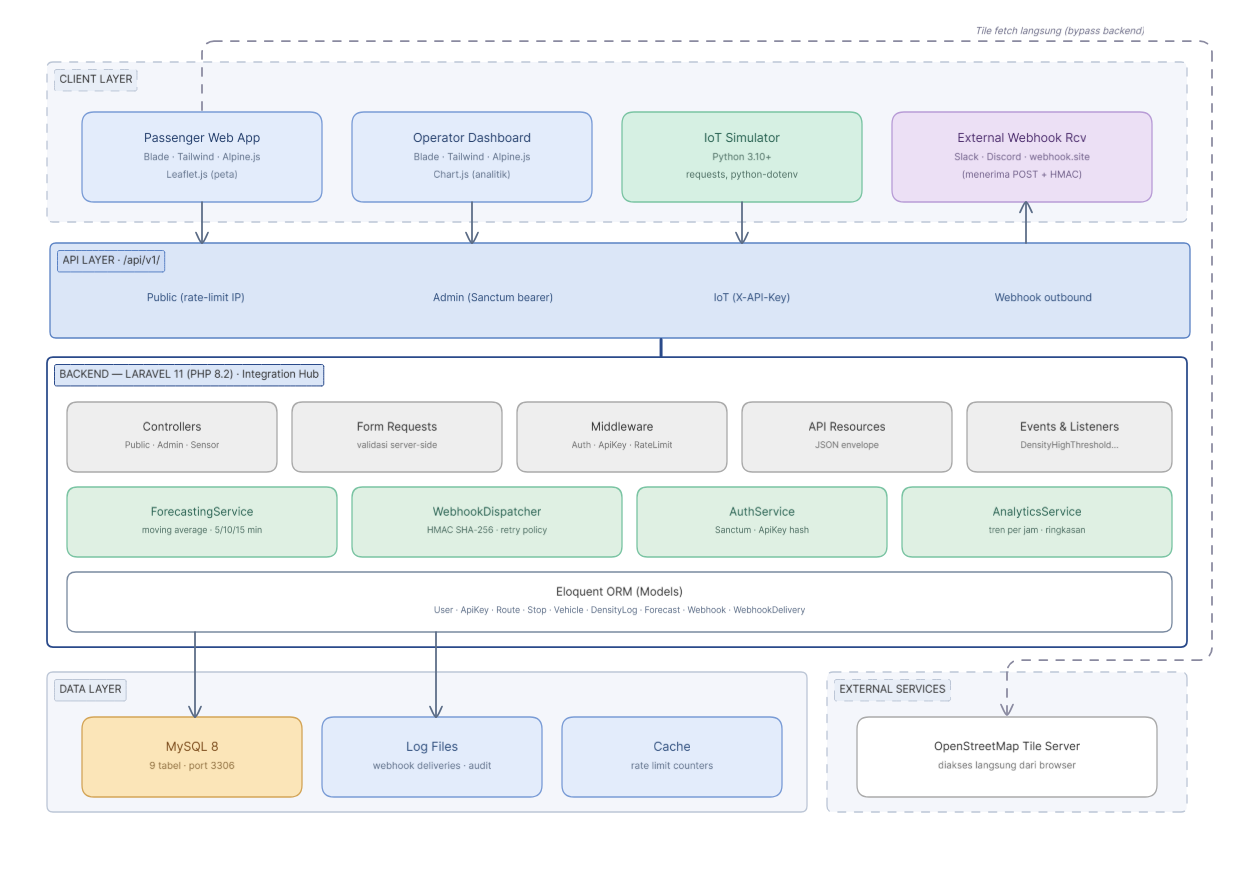 Tile fetch langsung (bypass backend)
CLIENT LAYER
Passenger Web App
Blade · Tailwind · Alpine.js
Leaflet.js (peta)
Operator Dashboard
Blade · Tailwind · Alpine.js
Chart.js (analitik)
IoT Simulator
Python 3.10+
requests, python-dotenv
External Webhook Rcv
Slack · Discord · webhook.site
(menerima POST + HMAC)
API LAYER · /api/v1/
Public (rate-limit IP)
Admin (Sanctum bearer)
IoT (X-API-Key)
Webhook outbound
BACKEND — LARAVEL 11 (PHP 8.2) · Integration Hub
Controllers
Public · Admin · Sensor
Form Requests
validasi server-side
Middleware
Auth · ApiKey · RateLimit
API Resources
JSON envelope
Events & Listeners
DensityHighThreshold...
ForecastingService
moving average · 5/10/15 min
WebhookDispatcher
HMAC SHA-256 · retry policy
AuthService
Sanctum · ApiKey hash
AnalyticsService
tren per jam · ringkasan
Eloquent ORM (Models)
User · ApiKey · Route · Stop · Vehicle · DensityLog · Forecast · Webhook · WebhookDelivery
DATA LAYER
MySQL 8
9 tabel · port 3306
Log Files
webhook deliveries · audit
Cache
rate limit counters
EXTERNAL SERVICES
OpenStreetMap Tile Server
diakses langsung dari browser